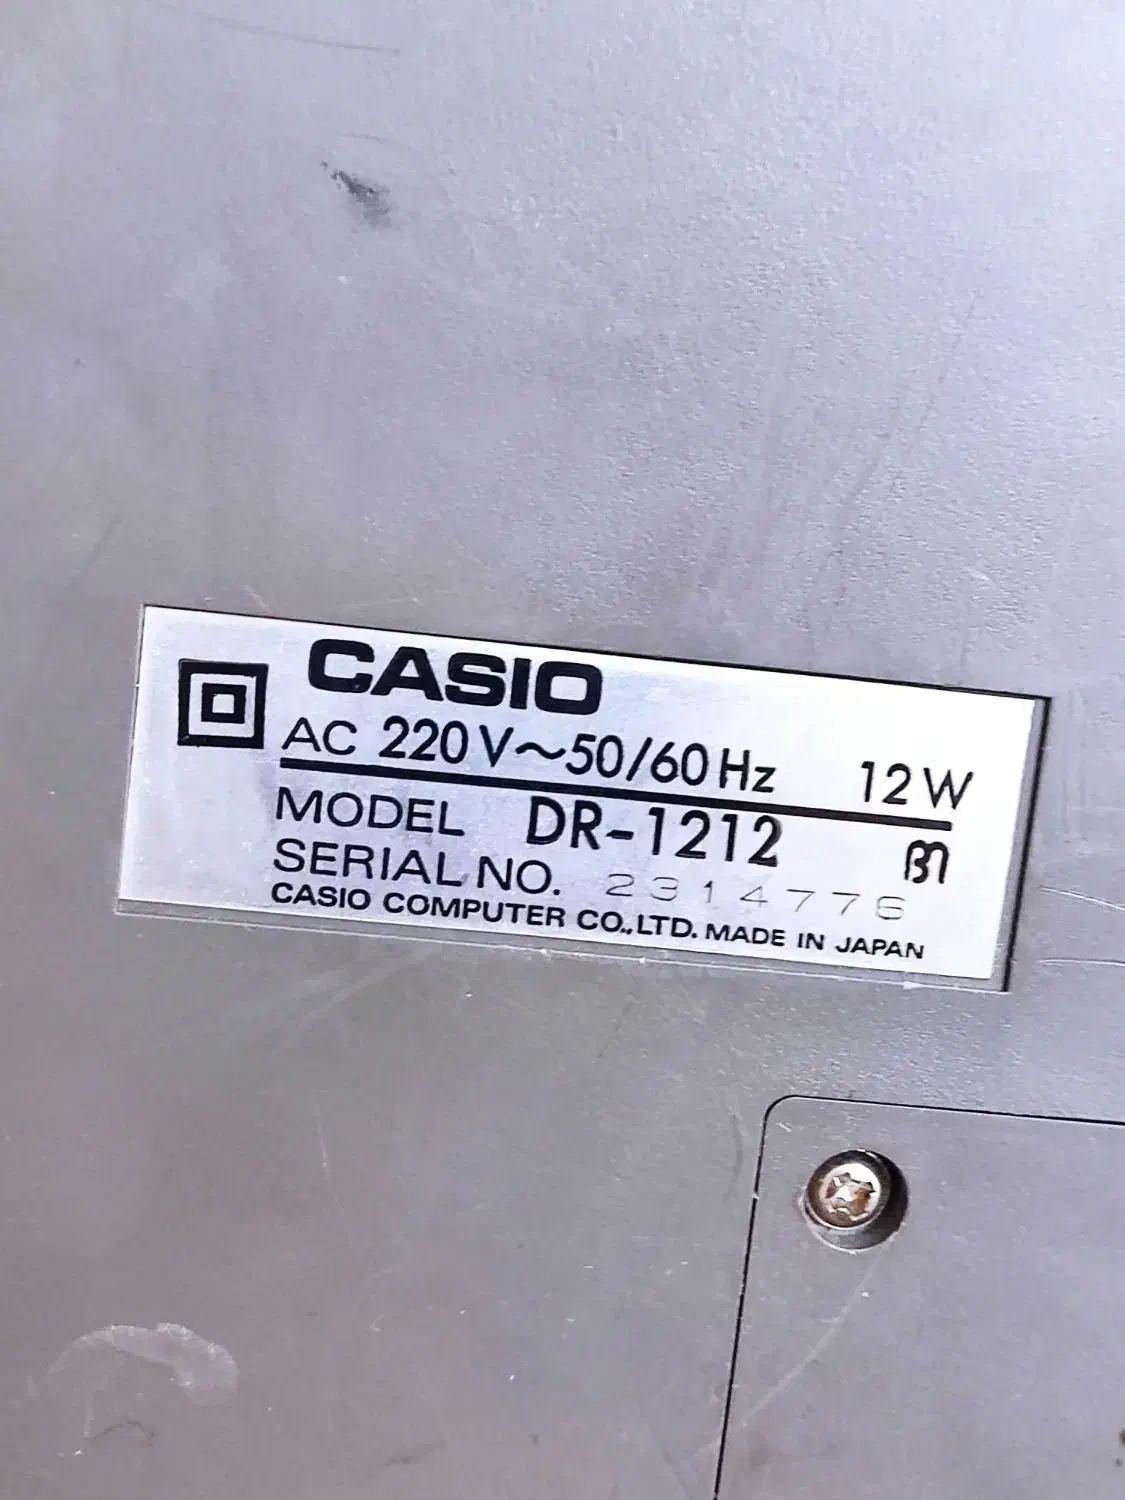 CASIO
AC 220V~50/60Hz 12W
MODEL DR-1212
SERIAL NO. 2314776
CASIO COMPUTER CO.,LTD. MADE IN JAPAN